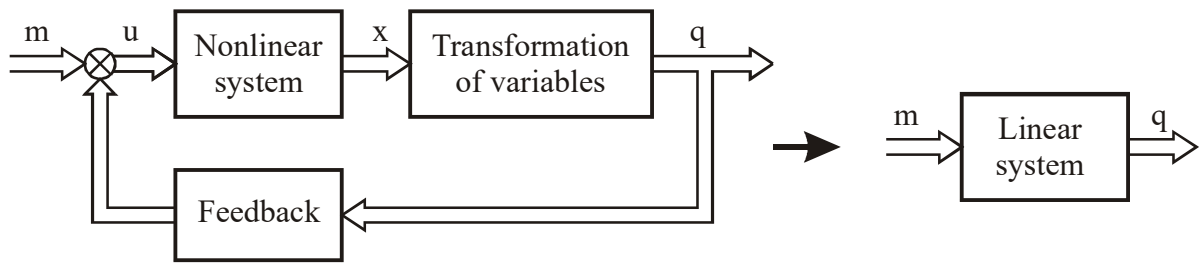 m
u
Nonlinear
system
x
Transformation
of variables
q
Feedback
m
Linear
system
q